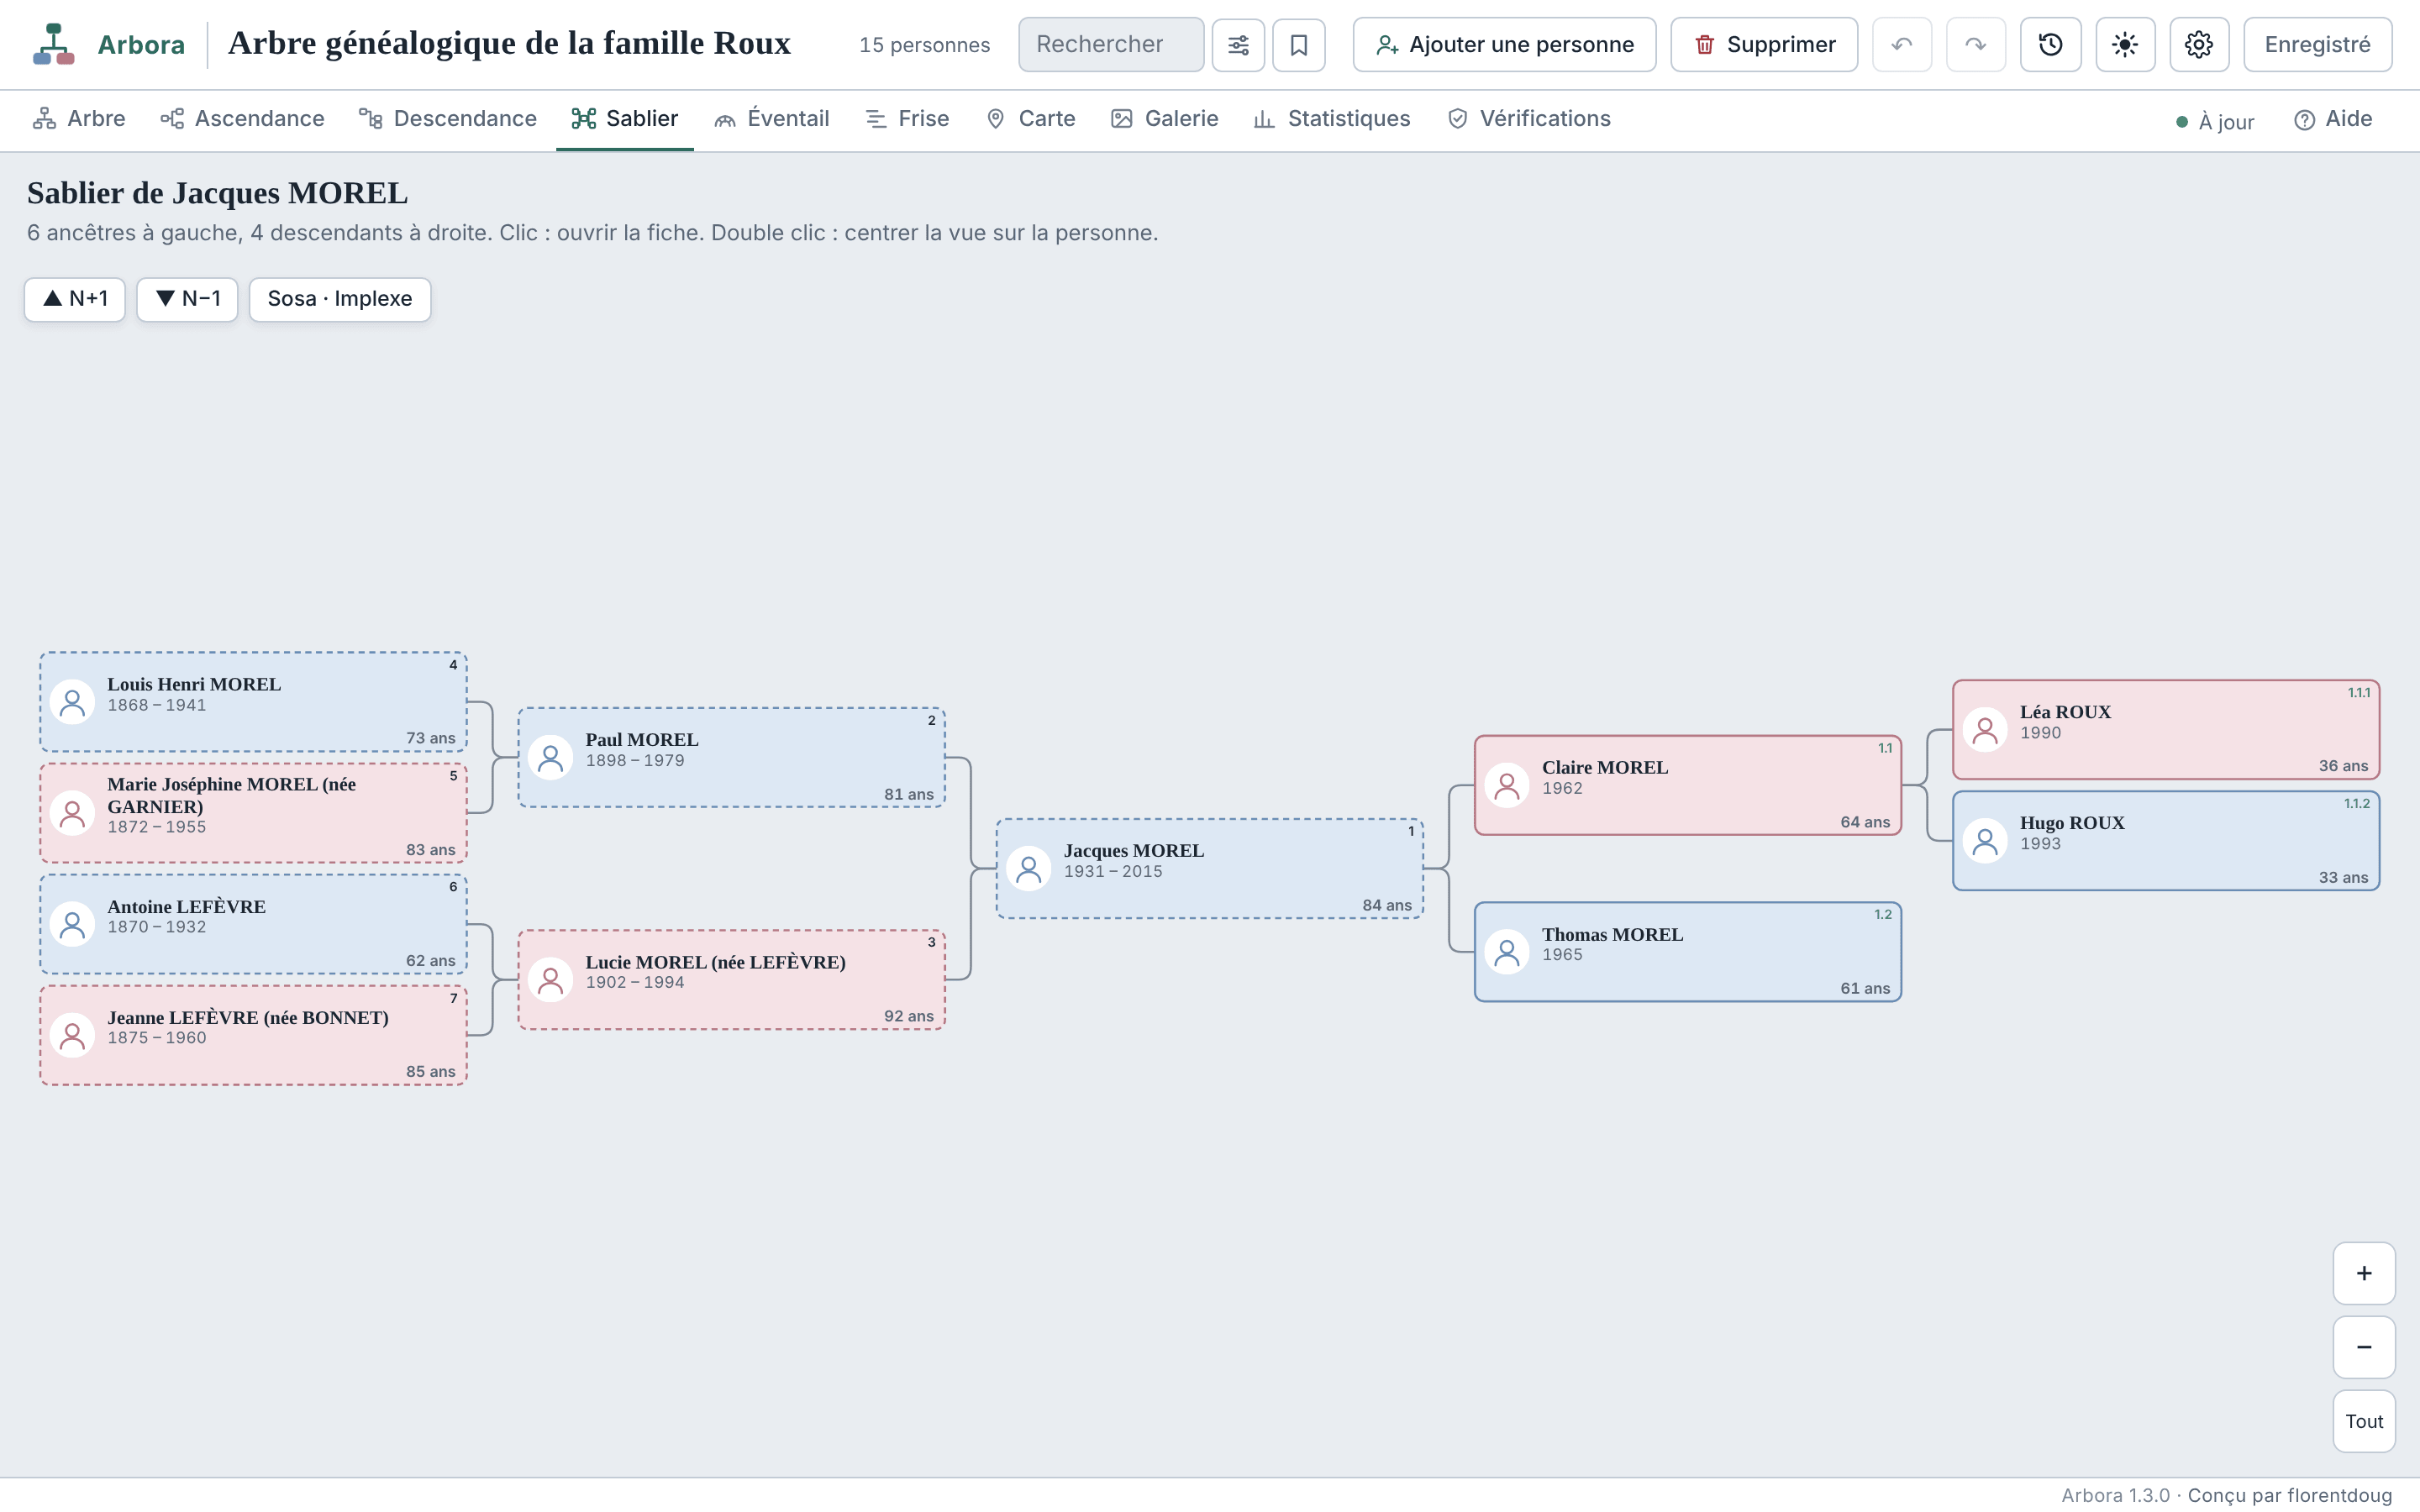 Arbora
Arbre généalogique de la famille Roux
15 personnes
Rechercher
Ajouter une personne
Supprimer
Enregistré
Arbre
Ascendance
Descendance
Sablier
Éventail
Frise
Carte
Galerie
Statistiques
Vérifications
À jour
Aide
Sablier de Jacques MOREL
6 ancêtres à gauche, 4 descendants à droite. Clic : ouvrir la fiche. Double clic : centrer la vue sur la personne.
▲ N+1
▼ N−1
Sosa · Implexe
4
Louis Henri MOREL
1868 – 1941
73 ans
5
Marie Joséphine MOREL (née
GARNIER)
1872 – 1955
83 ans
6
Antoine LEFÈVRE
1870 – 1932
62 ans
7
Jeanne LEFÈVRE (née BONNET)
1875 – 1960
85 ans
2
Paul MOREL
1898 – 1979
81 ans
3
Lucie MOREL (née LEFÈVRE)
1902 – 1994
92 ans
1
Jacques MOREL
1931 – 2015
84 ans
1.1
Claire MOREL
1962
64 ans
1.2
Thomas MOREL
1965
61 ans
1.1.1
Léa ROUX
1990
36 ans
1.1.2
Hugo ROUX
1993
33 ans
+
−
Tout
Arbora 1.3.0 · Conçu par florentdoug